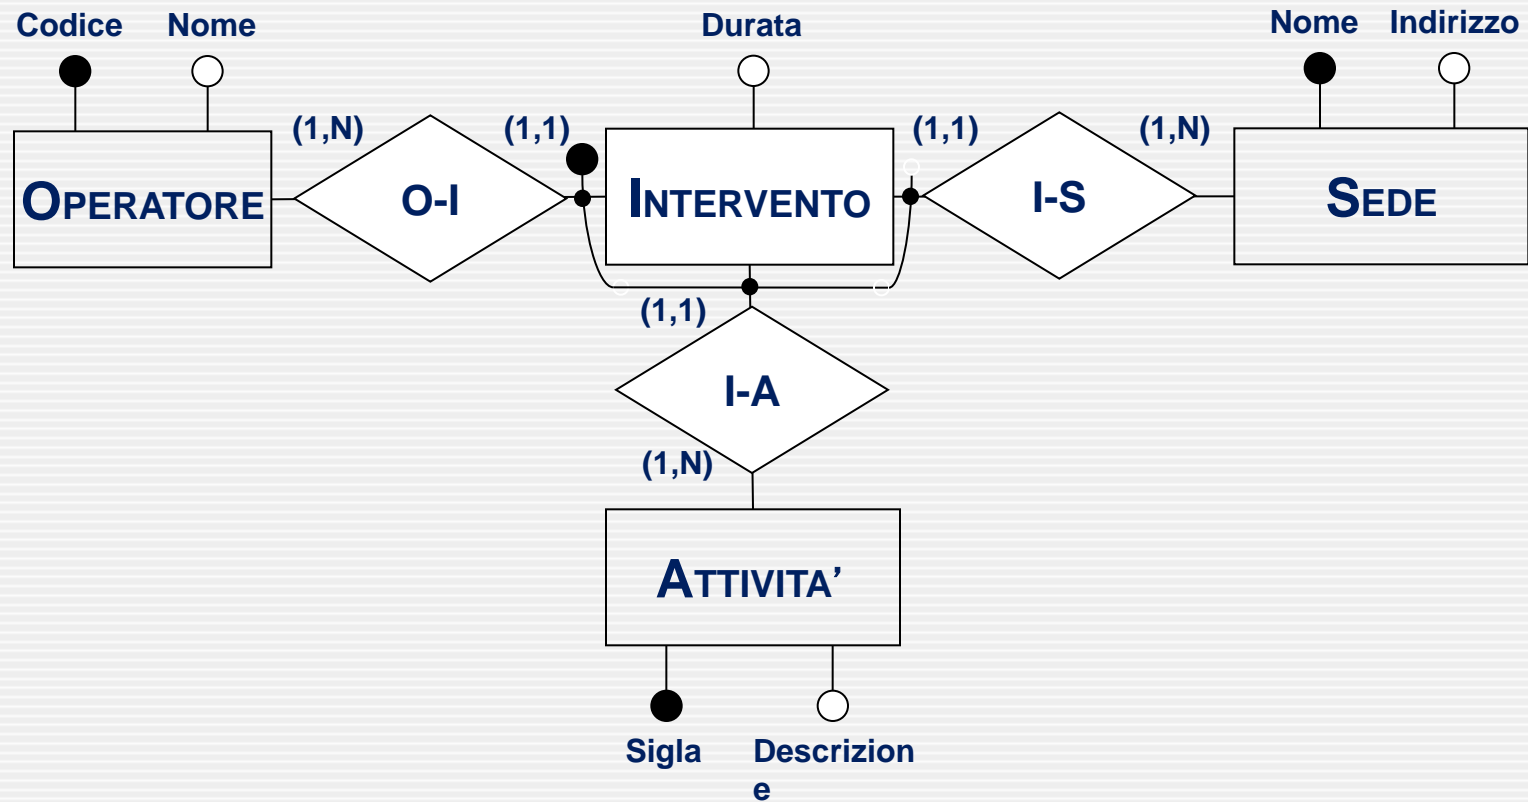 Codice Nome
Durata
Nome Indirizzo
(1,N) (1,1)
(1,1) (1,N)
OPERATORE
O-I
INTERVENTO
I-S
SEDE
(1,1)
I-A
(1,N)
ATTIVITA’
Sigla
Descrizion
e